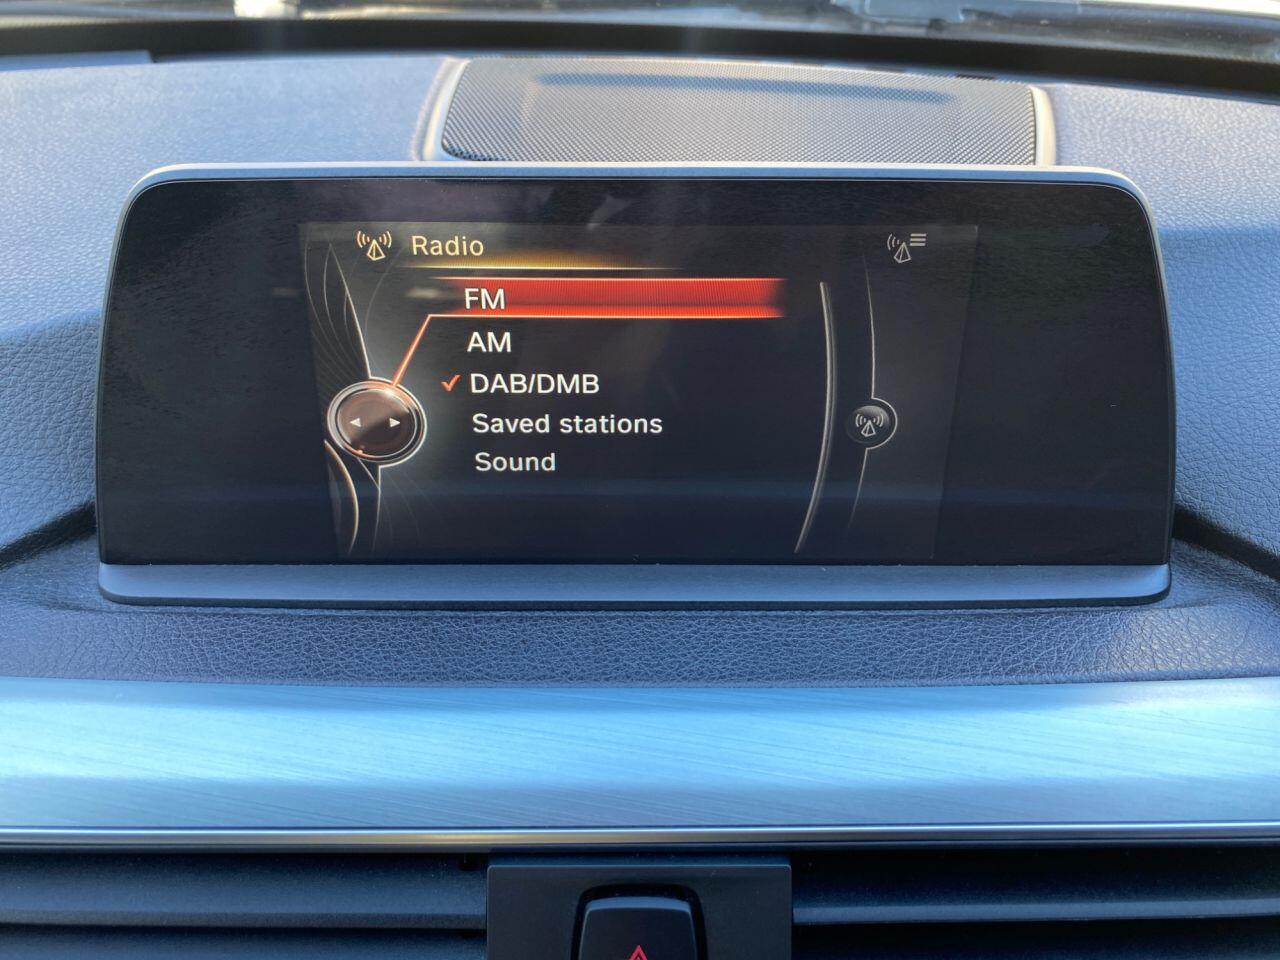 Radio
FM
AM
DAB/DMB
Saved stations
Sound